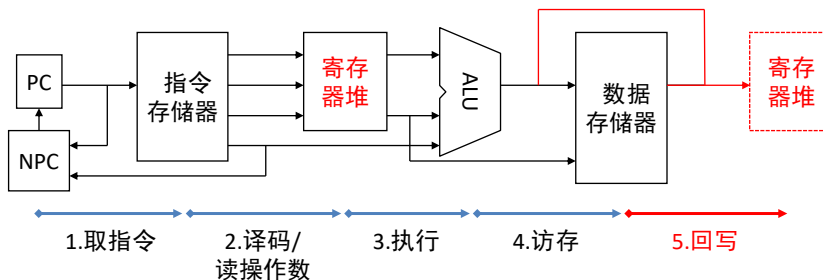 PC
NPC
指令
存储器
寄存
器堆
ALU
数据
存储器
寄存
器堆
1.取指令
2.译码/
读操作数
3.执行
4.访存
5.回写